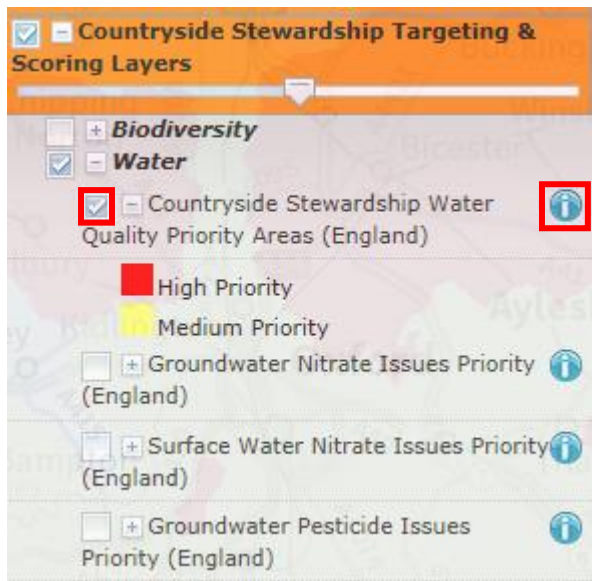 Countryside Stewardship Targeting &
Scoring Layers
Biodiversity
Water
Countryside Stewardship Water
Quality Priority Areas (England)
High Priority
Medium Priority
Groundwater Nitrate Issues Priority
(England)
Surface Water Nitrate Issues Priority
(England)
Groundwater Pesticide Issues
Priority (England)